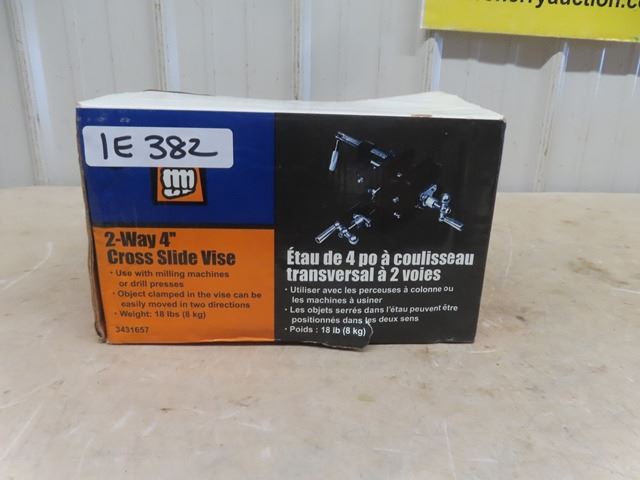 1E 382
2-Way 4"
Cross Slide Vise
· Use with milling machines
or drill presses
· Object clamped in the vise can be
easily moved in two directions
· Weight: 18 lbs (8 kg)
3431657
Étau de 4 po à coulisseau
transversal à 2 voies
· Utiliser avec les perceuses à colonne ou
les machines à usiner
· Les objets serrés dans l'étau peuvent être
positionnés dans les deux sens
· Poids : 18 lb (8 kg)